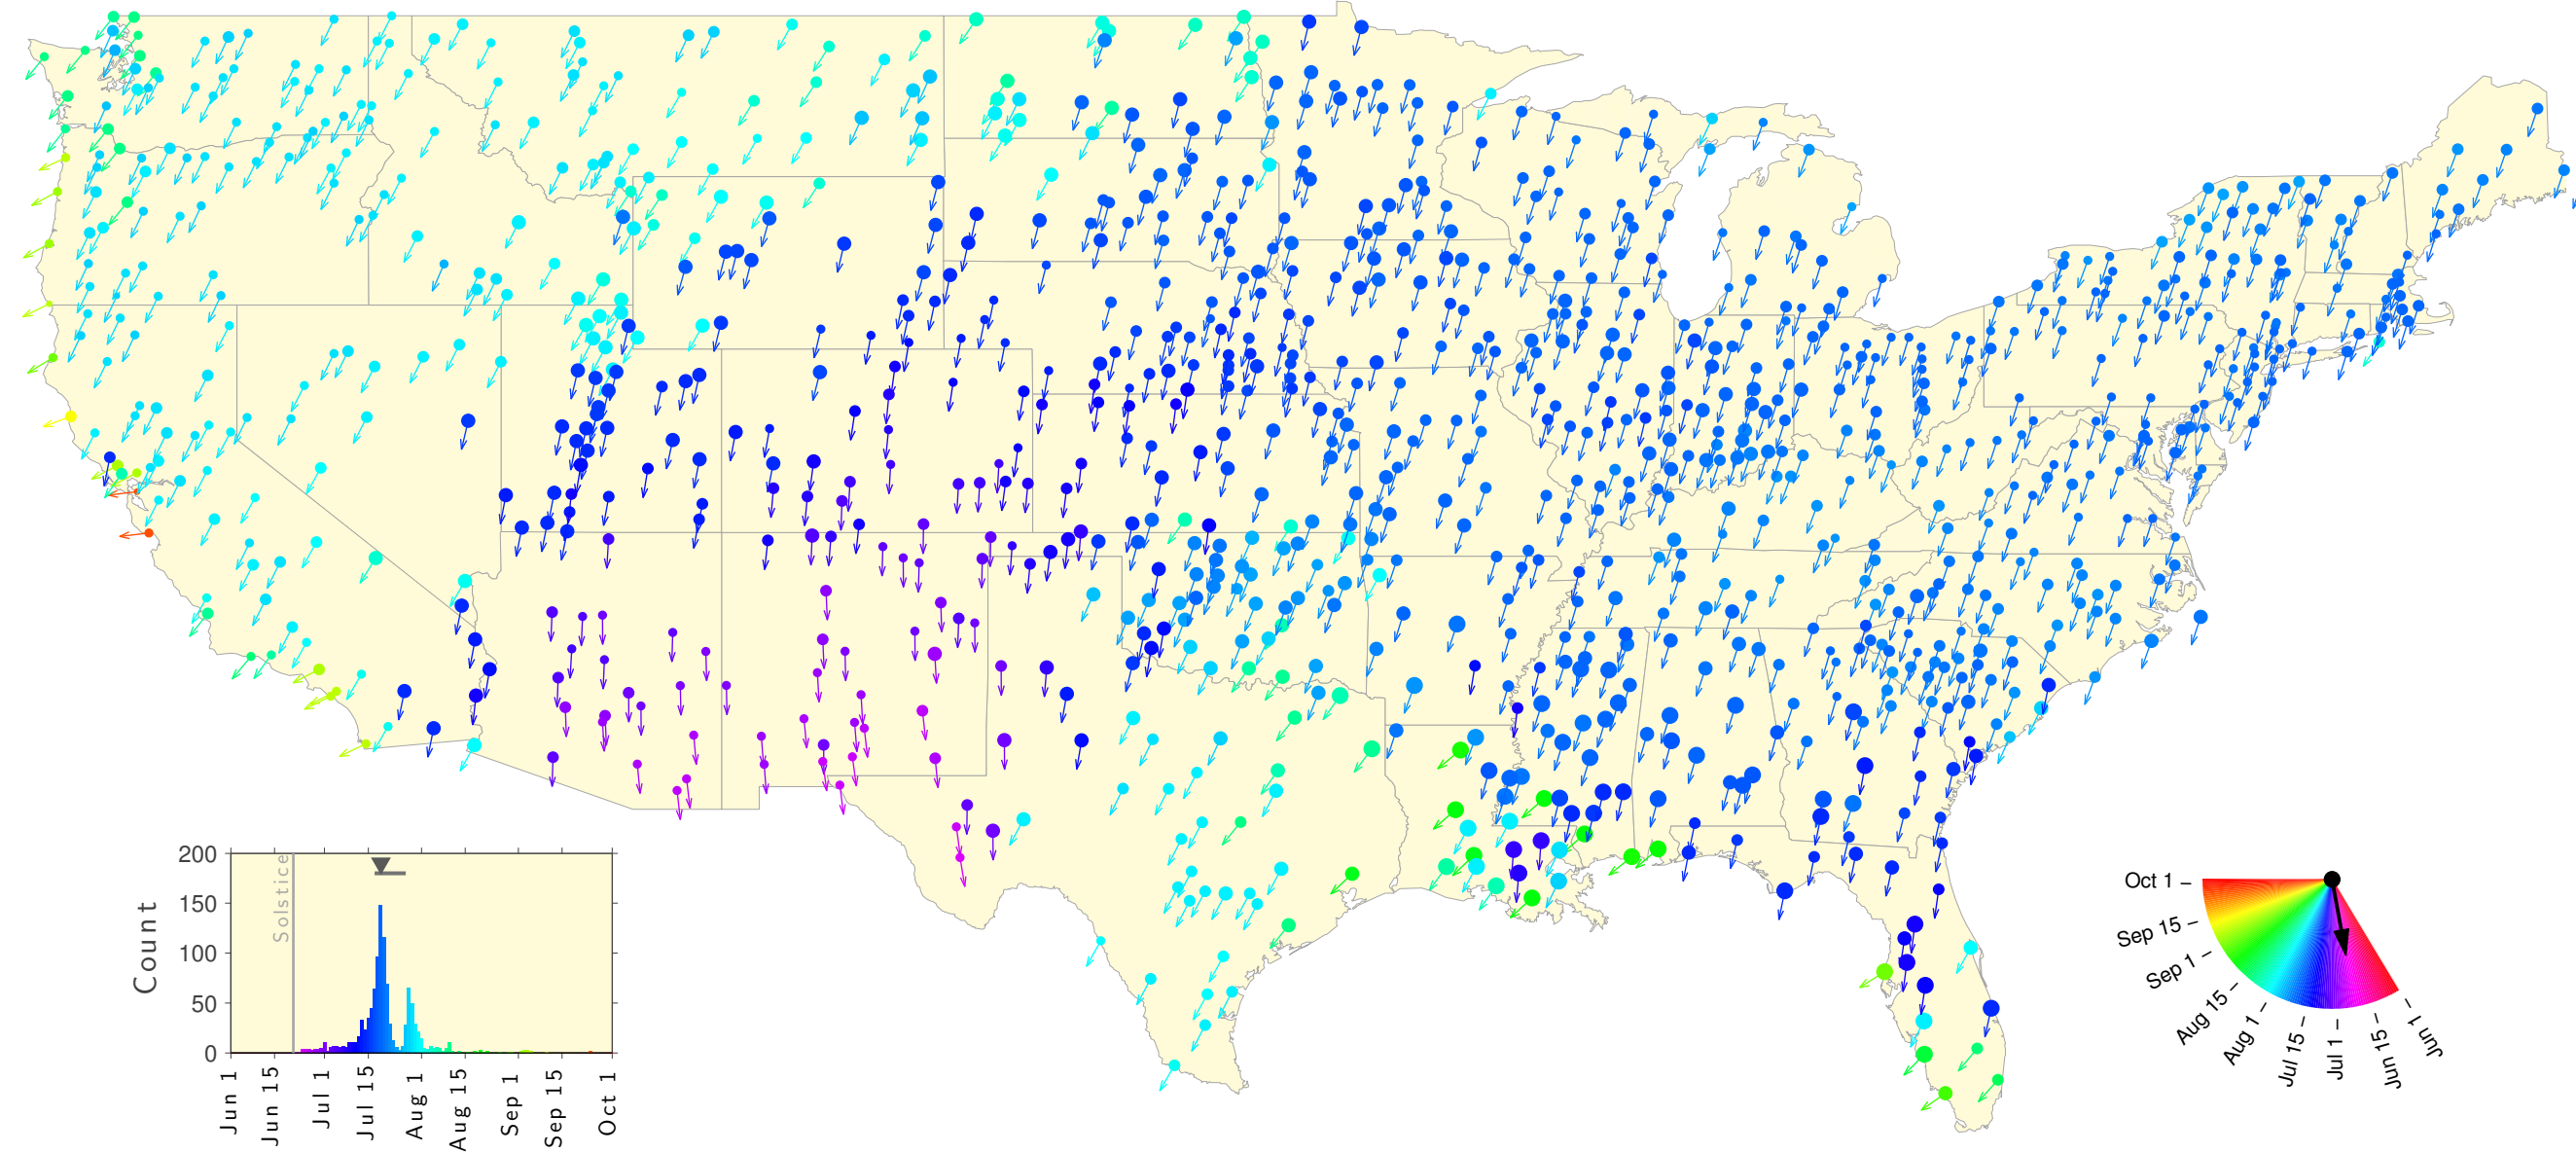 200
150
100
50
0
Count
Solstice
Jun 1
Jun 15
Jul 1
Jul 15
Aug 1
Aug 15
Sep 1
Sep 15
Oct 1
Oct 1 –
Sep 15 –
Sep 1 –
Aug 15 –
Aug 1 –
Jul 15 –
Jul 1 –
Jun 15 –
Jun 1 –